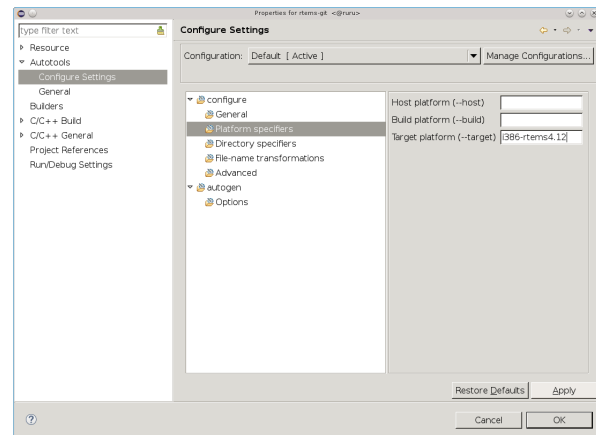 Properties for rtems-git <@ruru>
type filter text
Resource
Autotools
Configure Settings
General
Builders
C/C++ Build
C/C++ General
Project References
Run/Debug Settings
Configure Settings
Configuration: Default [ Active ] Manage Configurations...
configure
General
Platform specifiers
Directory specifiers
File-name transformations
Advanced
autogen
Options
Host platform (--host)
Build platform (--build)
Target platform (--target) i386-rtems4.12
Restore Defaults Apply
? Cancel OK